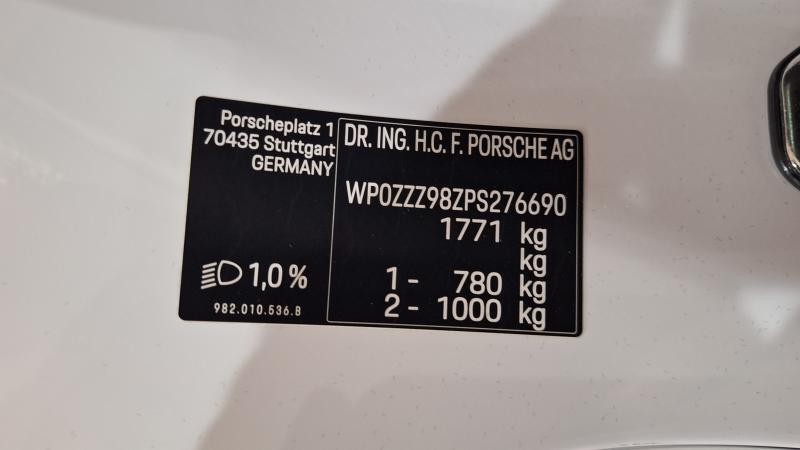 Porscheplatz 1
70435 Stuttgart
GERMANY
1,0 %
982.010.536.B
DR. ING. H.C. F. PORSCHE AG
WP0ZZZ98ZPS276690
1771 kg
kg
1 - 780 kg
2 - 1000 kg